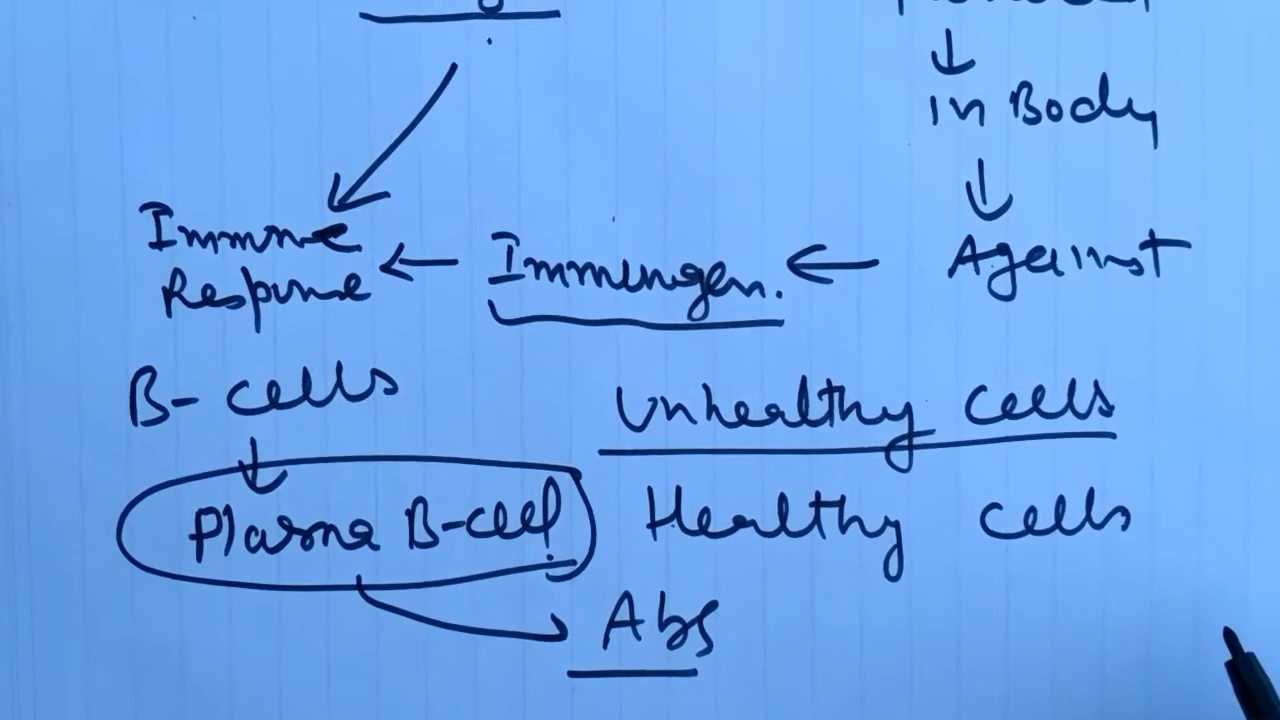 in Body
Against
Immune
Response
Immunogen.
B-cells
Unhealthy cells
Plasma B-cell
Healthy cells
Abs